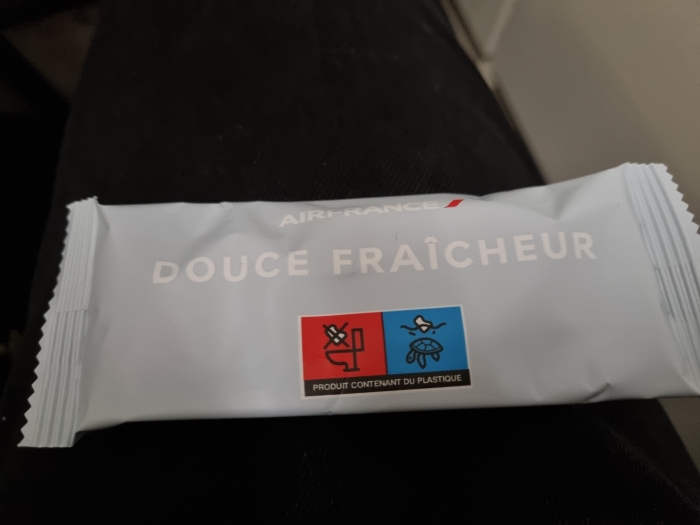 AIRFRANCE
DOUCE FRAÎCHEUR
PRODUIT CONTENANT DU PLASTIQUE